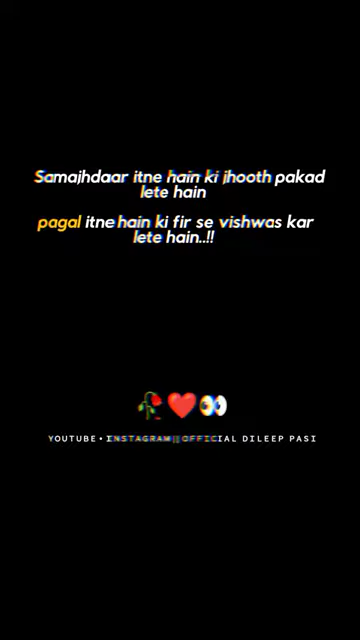 Samajhdaar itne hain ki jhooth pakad
lete hain
pagal itne hain ki fir se vishwas kar
lete hain..!!
YOUTUBE • INSTAGRAM || OFFICIAL DILEEP PASI